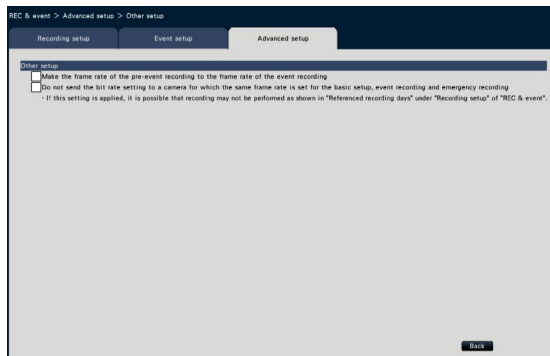 REC & event > Advanced setup > Other setup
Recording setup
Event setup
Advanced setup
Other setup
Make the frame rate of the pre-event recording to the frame rate of the event recording
Do not send the bit rate setting to a camera for which the same frame rate is set for the basic setup, event recording and emergency recording
· If this setting is applied, it is possible that recording may not be performed as shown in "Referenced recording days" under "Recording setup" of "REC & event".
Back